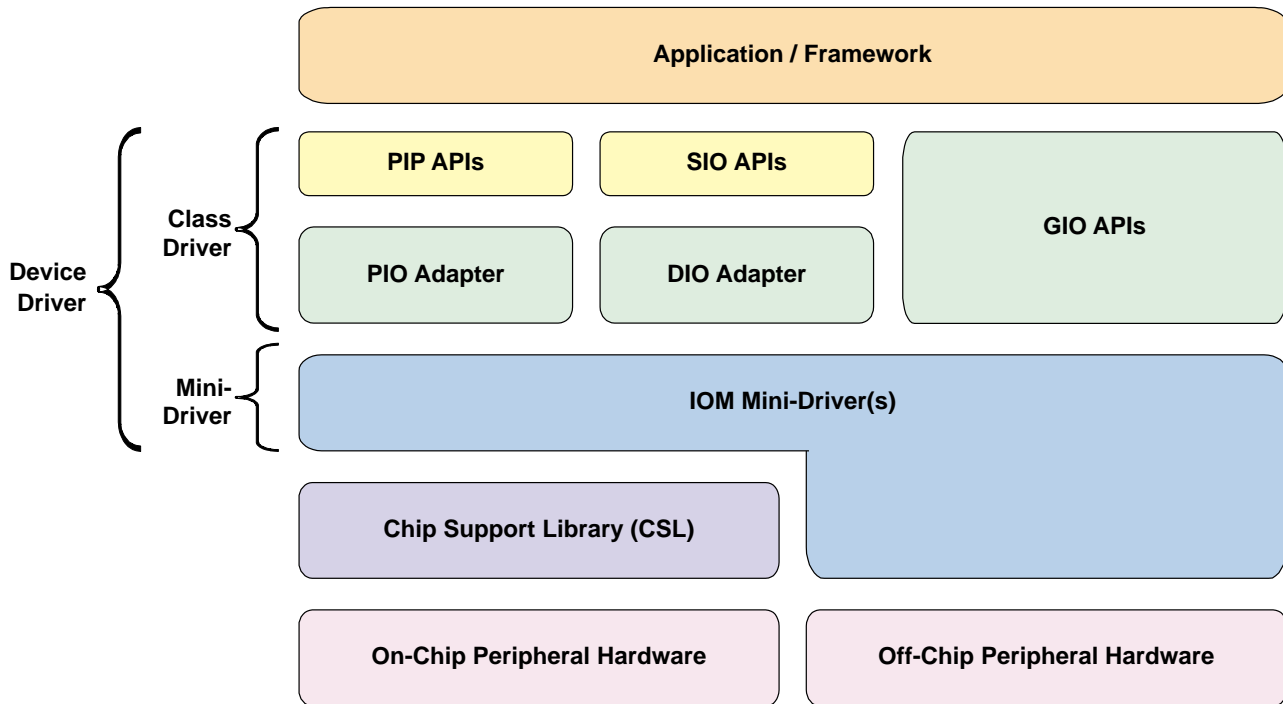 Application / Framework
PIP APIs
SIO APIs
GIO APIs
Class
Driver
PIO Adapter
DIO Adapter
Device
Driver
Mini-
Driver
IOM Mini-Driver(s)
Chip Support Library (CSL)
On-Chip Peripheral Hardware
Off-Chip Peripheral Hardware